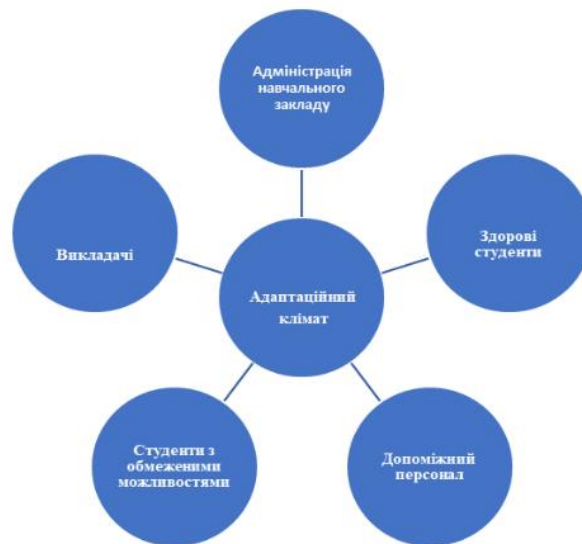 Адміністрація
навчального
закладу
Викладачі
Здорові
студенти
Адаптаційний
клімат
Студенти з
обмеженими
можливостями
Допоміжний
персонал